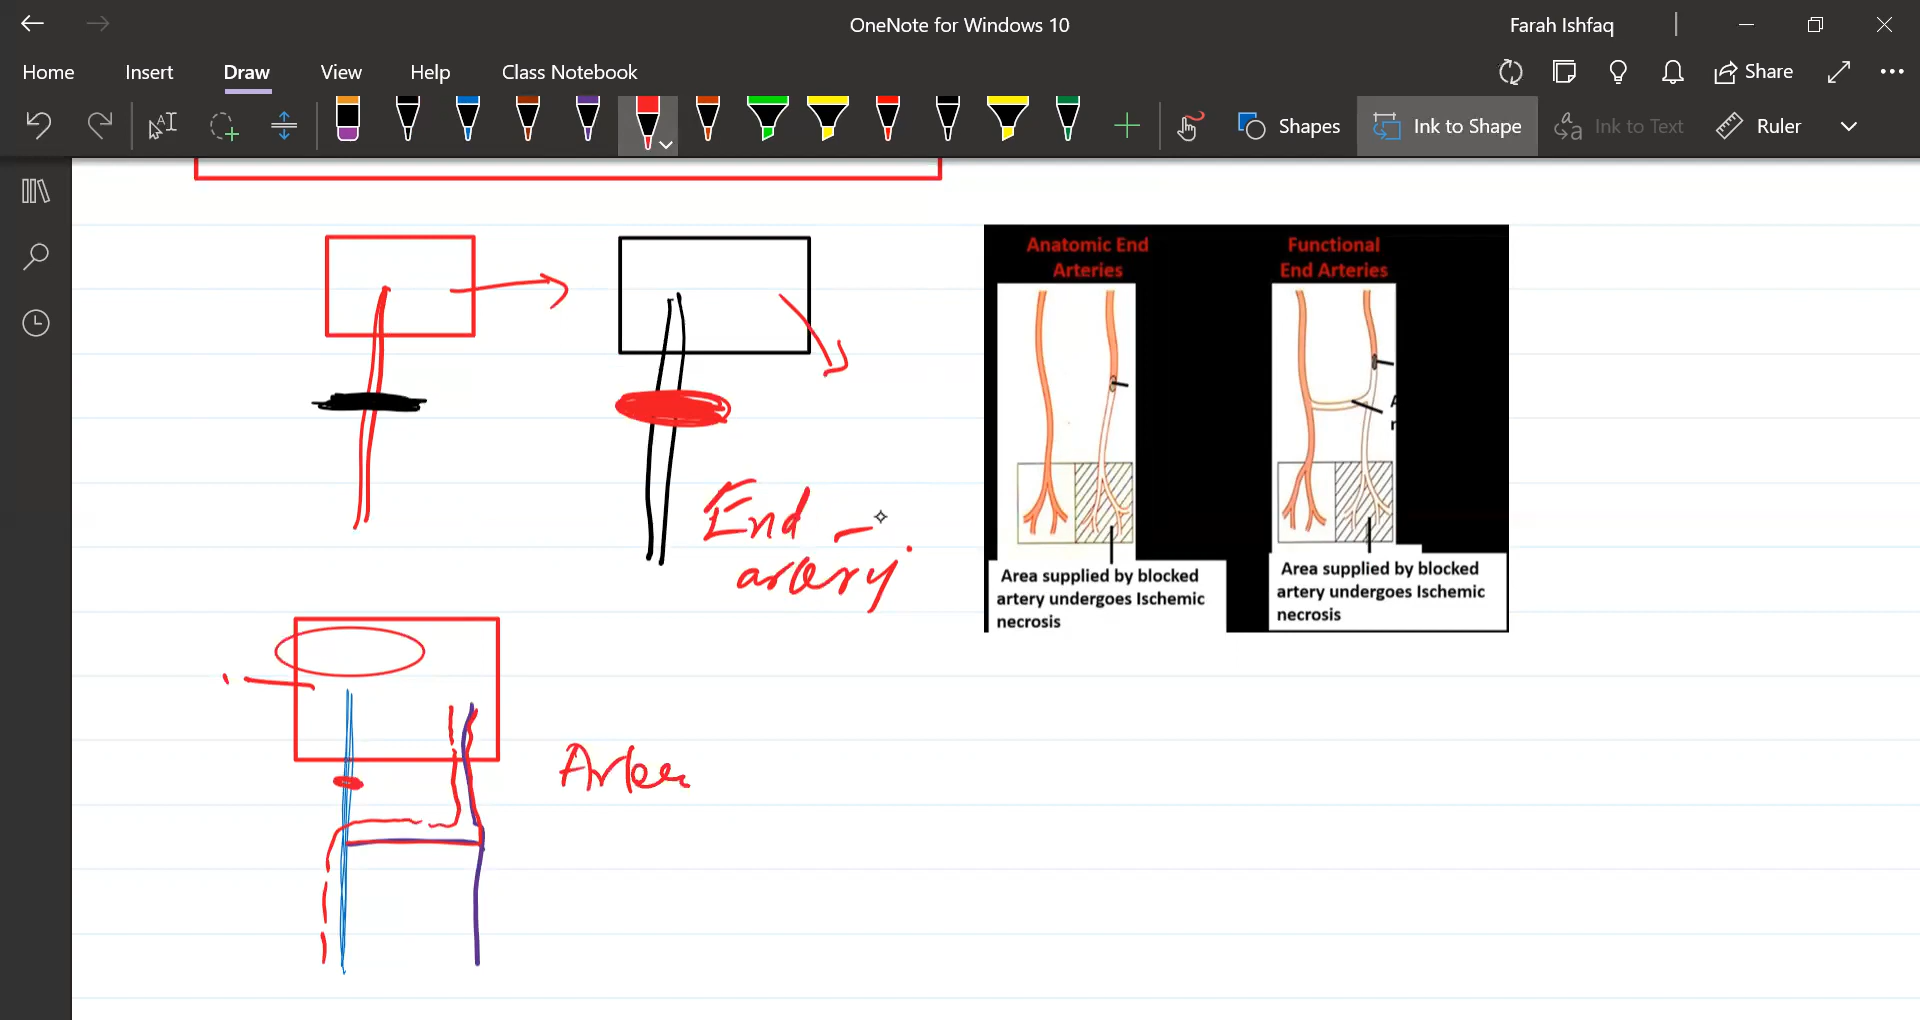 OneNote for Windows 10
Farah Ishfaq
Home Insert Draw View Help Class Notebook
Share
Shapes Ink to Shape Ink to Text Ruler
Anatomic End
Arteries
Functional
End Arteries
A
Area supplied by blocked
artery undergoes Ischemic
necrosis
Area supplied by blocked
artery undergoes Ischemic
necrosis
End -
artery